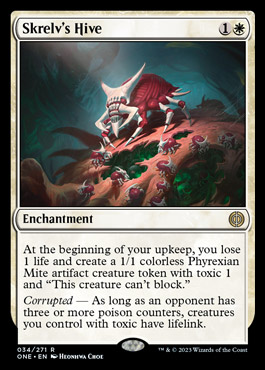 Skrelv's Hive 1
Enchantment
At the beginning of your upkeep, you lose
1 life and create a 1/1 colorless Phyrexian
Mite artifact creature token with toxic 1
and “This creature can't block.”
Corrupted — As long as an opponent has
three or more poison counters, creatures
you control with toxic have lifelink.
034/271 R
ONE • EN HEONHWA CHOE
™ & © 2023 Wizards of the Coast